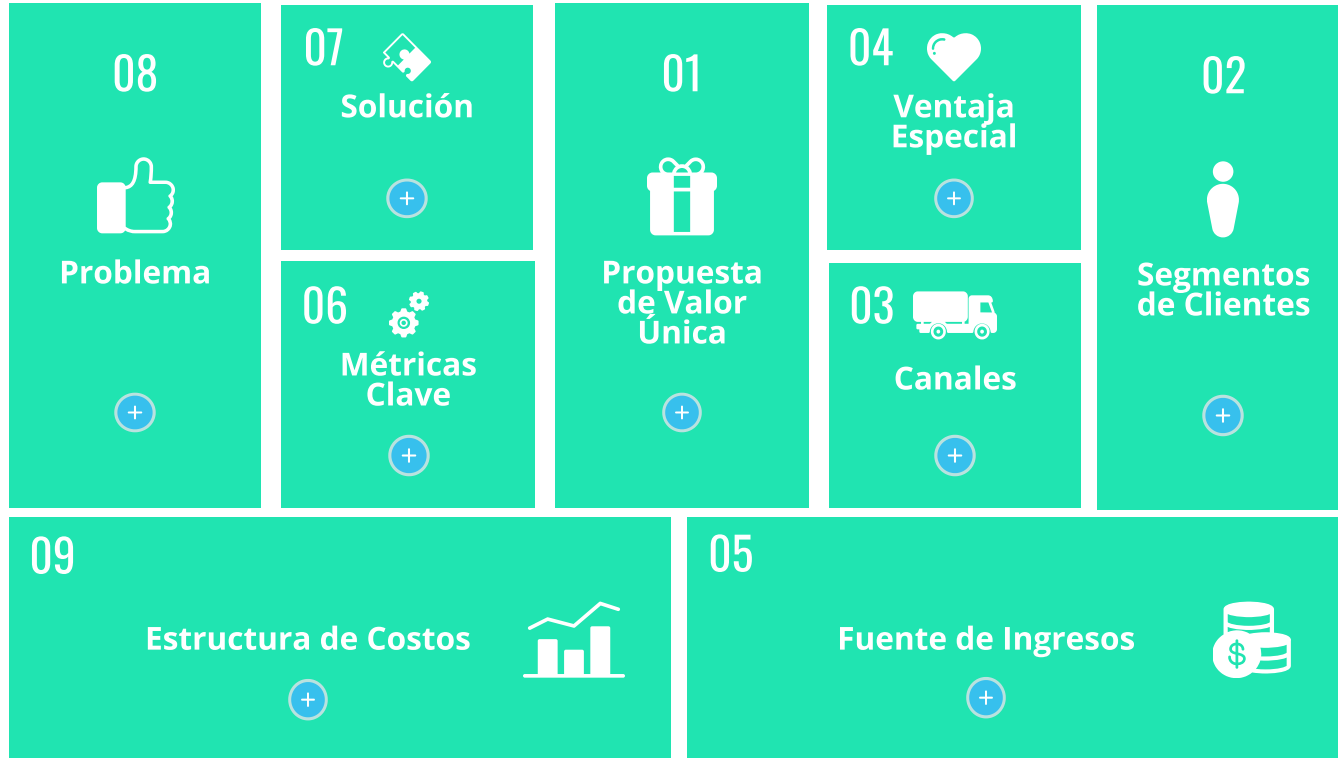 08
Problema
07
Solución
06
Métricas
Clave
01
Propuesta
de Valor
Única
04
Ventaja
Especial
03
Canales
02
Segmentos
de Clientes
09
Estructura de Costos
05
Fuente de Ingresos
$